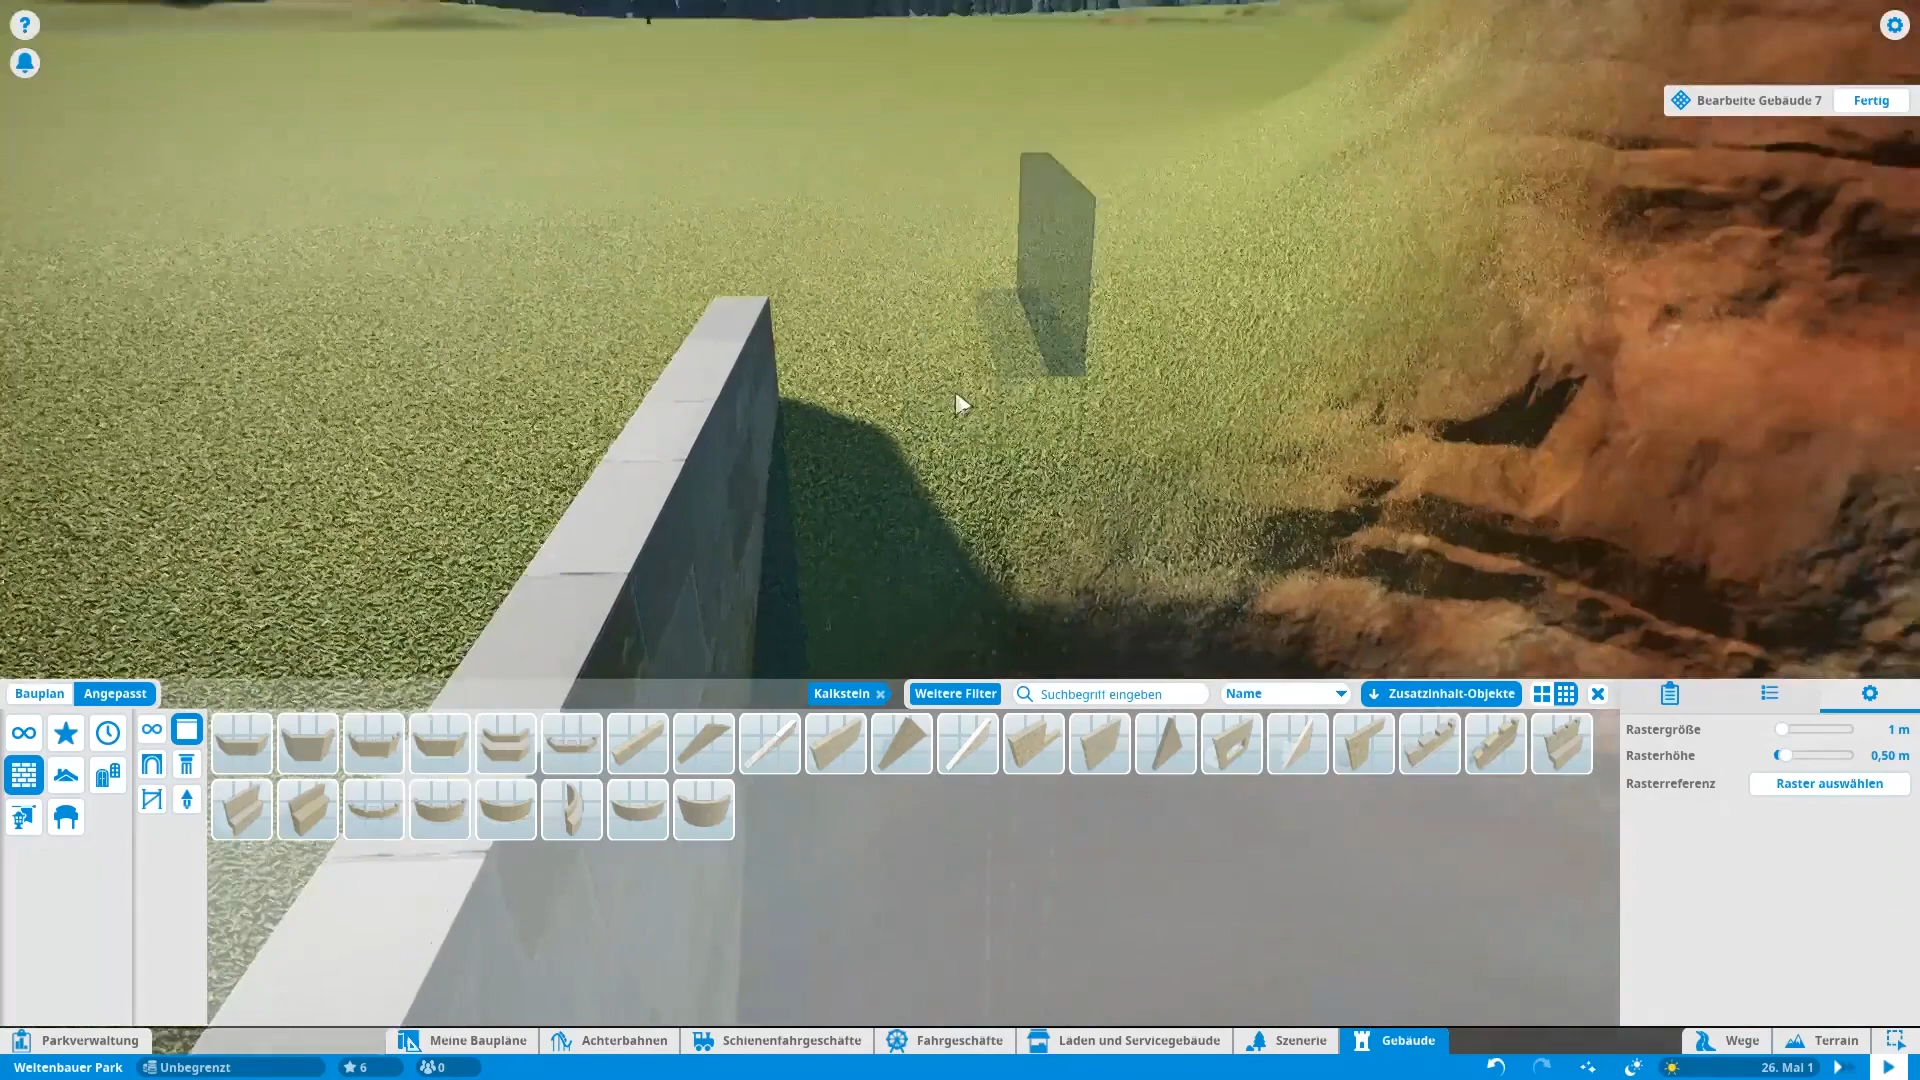 ?
Bearbeite Gebäude 7
Fertig
Bauplan
Angepasst
Kalkstein
Weitere Filter
Suchbegriff eingeben
Name
Zusatzinhalt-Objekte
Rastergröße
1 m
Rasterhöhe
0,50 m
Rasterreferenz
Raster auswählen
Parkverwaltung
Meine Baupläne
Achterbahnen
Schienenfahrgeschäfte
Fahrgeschäfte
Läden und Servicegebäude
Szenerie
Gebäude
Wege
Terrain
Weltenbauer Park
Unbegrenzt
6
0
26. Mai 1